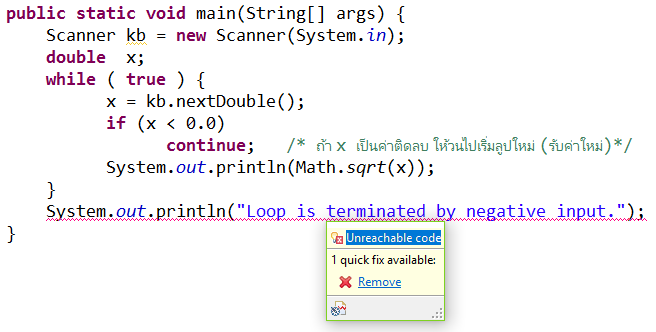 public static void main(String[] args) {
Scanner kb = new Scanner(System.in);
double  x;
while ( true ) {
x = kb.nextDouble();
if (x < 0.0)
continue;   /* ถ้า x เป็นค่าติดลบ ให้วนไปเริ่มลูปใหม่ (รับค่าใหม่)*/
System.out.println(Math.sqrt(x));
}
System.out.println("Loop is terminated by negative input.");
}
Unreachable code
1 quick fix available:
Remove